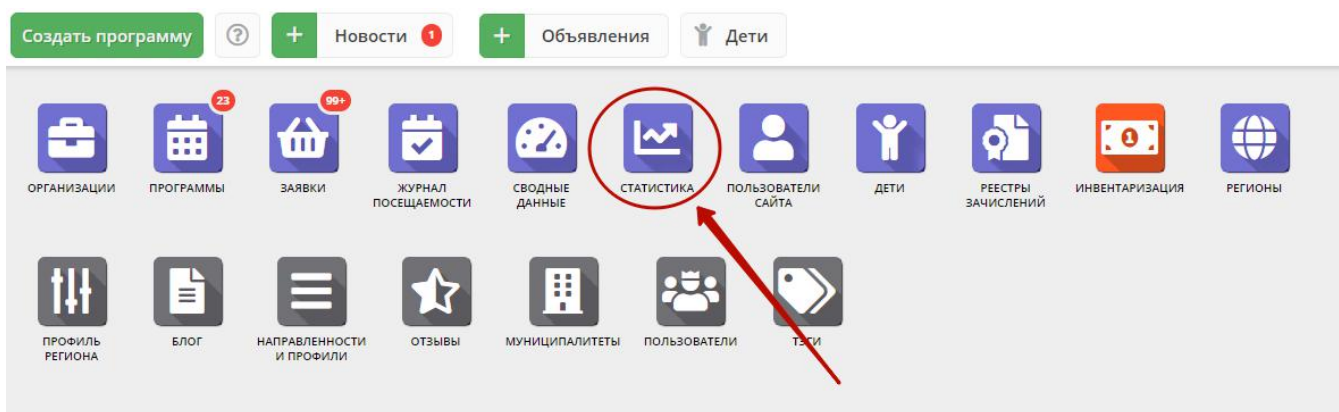 Создать программу
?
+ Новости 1
+ Объявления
Дети
23
99+
1
ОРГАНИЗАЦИИ
ПРОГРАММЫ
ЗАЯВКИ
ЖУРНАЛ
ПОСЕЩАЕМОСТИ
СВОДНЫЕ
ДАННЫЕ
СТАТИСТИКА
ПОЛЬЗОВАТЕЛИ
САЙТА
ДЕТИ
РЕЕСТРЫ
ЗАЧИСЛЕНИЙ
ИНВЕНТАРИЗАЦИЯ
РЕГИОНЫ
ПРОФИЛЬ
РЕГИОНА
БЛОГ
НАПРАВЛЕННОСТИ
И ПРОФИЛИ
ОТЗЫВЫ
МУНИЦИПАЛИТЕТЫ
ПОЛЬЗОВАТЕЛИ
ТЭГИ